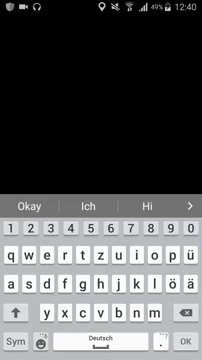 49% 12:40
Okay Ich Hi
1 2 3 4 5 6 7 8 9 0
q w e r t z u i o p ü
a s d f g h j k l ö ä
y x c v b n m
Sym Deutsch . OK